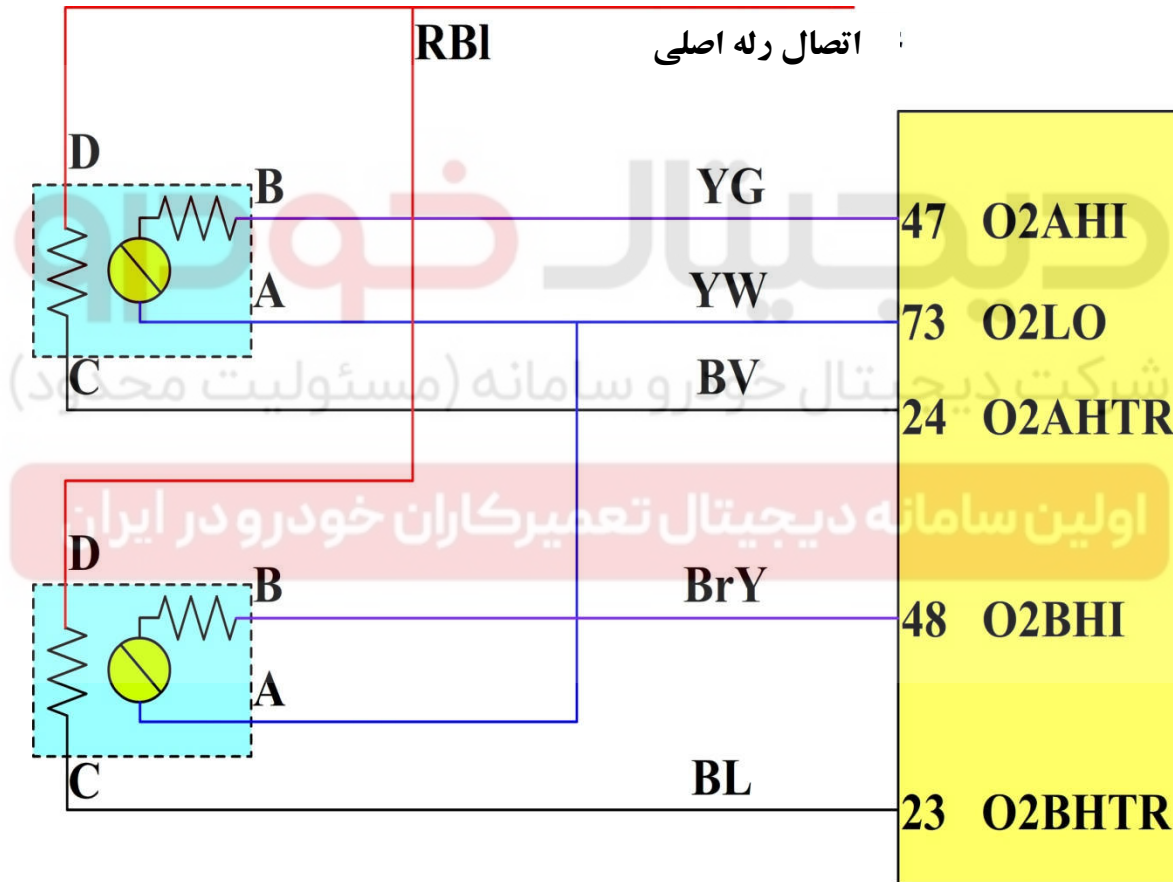 RBl
اتصال رله اصلی
D
B
YG
47 O2AHI
دیجیتال خودرو
A
YW
73 O2LO
شرکت دیجیتال خودرو سامانه (مسئولیت محدود)
C
BV
24 O2AHTR
اولین سامانه دیجیتال تعمیرکاران خودرو در ایران
D
B
BrY
48 O2BHI
A
C
BL
23 O2BHTR